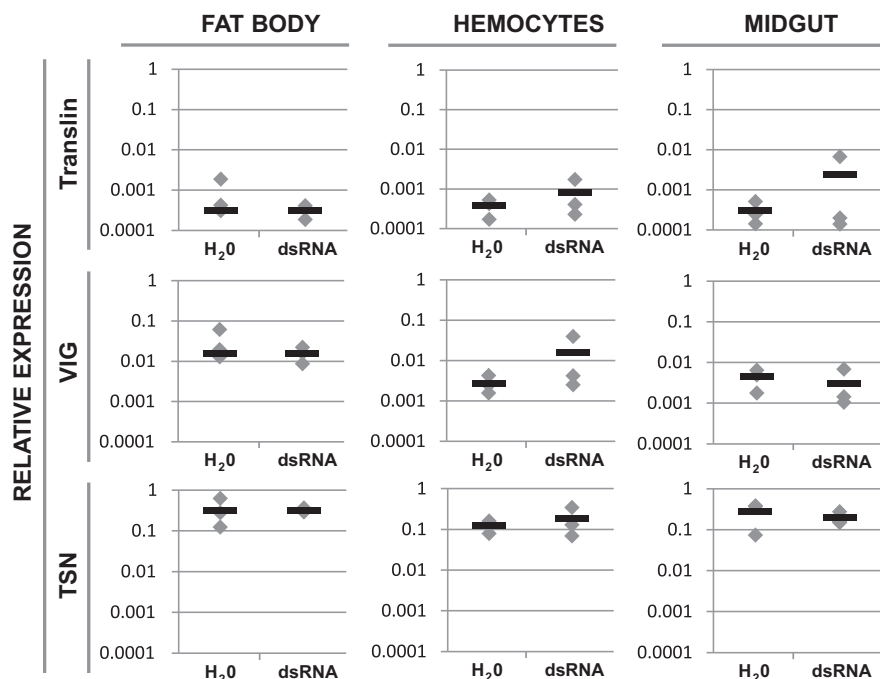 FAT BODY HEMOCYTES MIDGUT
RELATIVE EXPRESSION
Translin
1 1 1
0.1 0.1 0.1
0.01 0.01 0.01
0.001 0.001 0.001
0.0001 0.0001 0.0001
H₂0 dsRNA H₂0 dsRNA H₂0 dsRNA
VIG
1 1 1
0.1 0.1 0.1
0.01 0.01 0.01
0.001 0.001 0.001
0.0001 0.0001 0.0001
H₂0 dsRNA H₂0 dsRNA H₂0 dsRNA
TSN
1 1 1
0.1 0.1 0.1
0.01 0.01 0.01
0.001 0.001 0.001
0.0001 0.0001 0.0001
H₂0 dsRNA H₂0 dsRNA H₂0 dsRNA